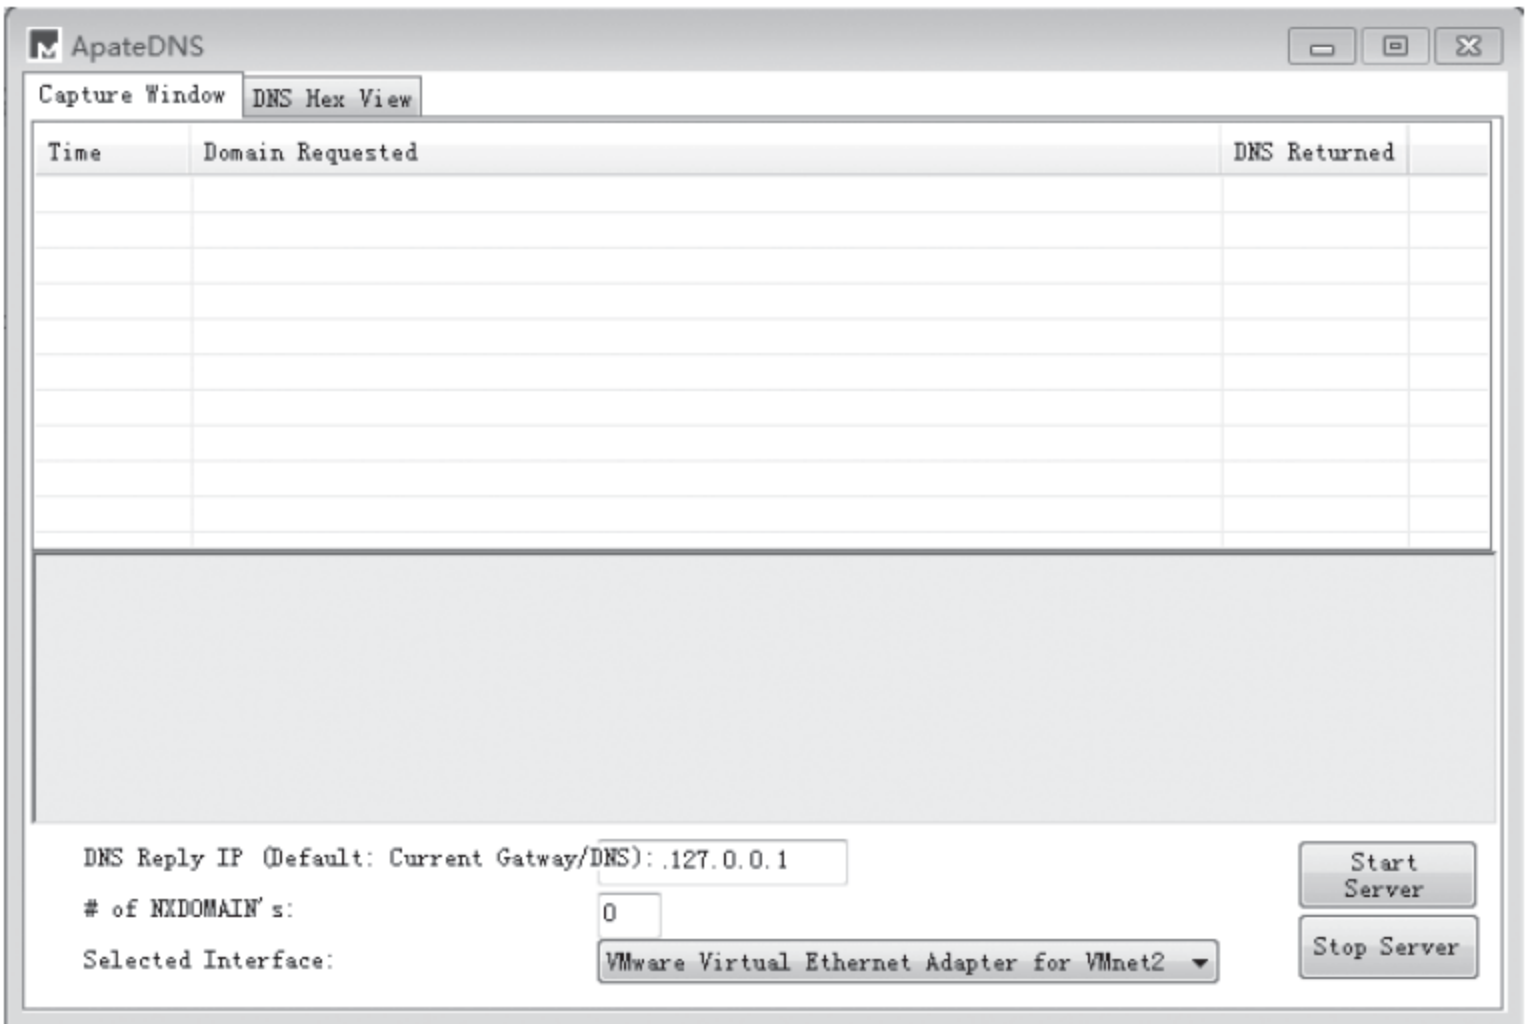 ApateDNS
Capture Window DNS Hex View
Time Domain Requested DNS Returned
DNS Reply IP (Default: Current Gatway/DNS): .127.0.0.1
Start
Server
# of NXDOMAIN's: 0
Selected Interface: VMware Virtual Ethernet Adapter for VMnet2
Stop Server